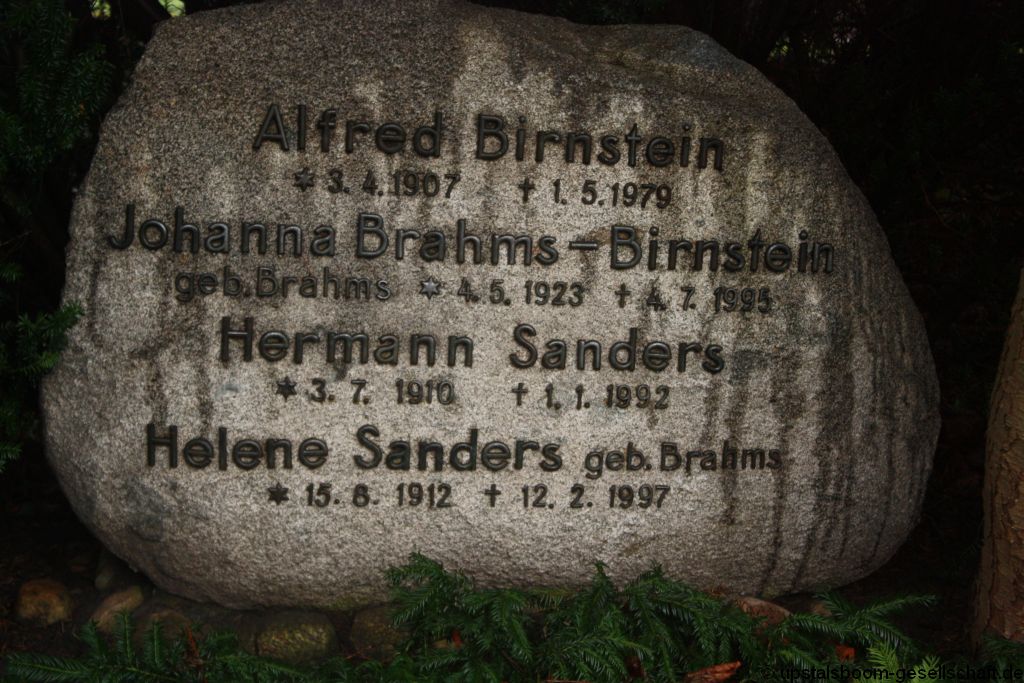 Alfred Birnstein
* 3. 4. 1907 † 1. 5. 1979
Johanna Brahms-Birnstein
geb. Brahms * 4. 5. 1923 † 4. 7. 1995
Hermann Sanders
* 3. 7. 1910 † 1. 1. 1992
Helene Sanders geb. Brahms
* 15. 8. 1912 † 12. 2. 1997
© upstalsboom-gesellschaft.de